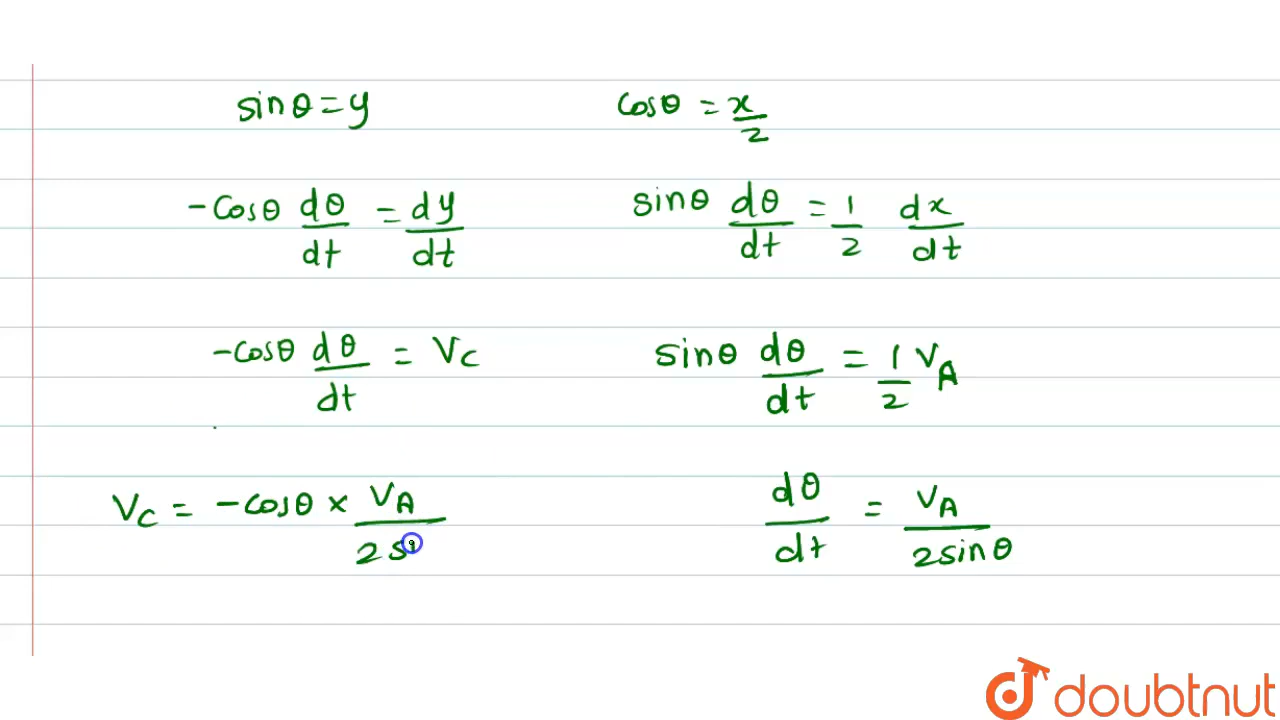 sinθ = y cosθ = x/2
-cosθ dθ/dt = dy/dt sinθ dθ/dt = 1/2 dx/dt
-cosθ dθ/dt = VC sinθ dθ/dt = 1/2 VA
VC = -cosθ × VA/2si dθ/dt = VA/2sinθ
doubtnut